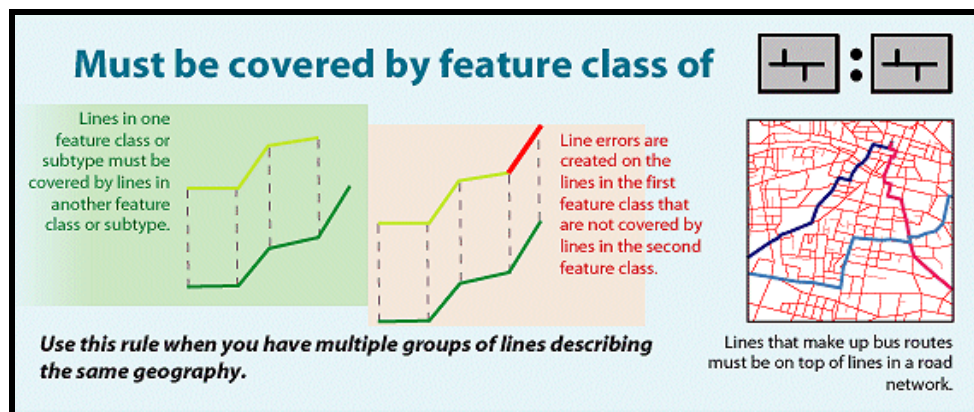 Must be covered by feature class of
Lines in one
feature class or
subtype must be
covered by lines in
another feature
class or subtype.
Line errors are
created on the
lines in the first
feature class that
are not covered by
lines in the second
feature class.
Use this rule when you have multiple groups of lines describing
the same geography.
Lines that make up bus routes
must be on top of lines in a road
network.